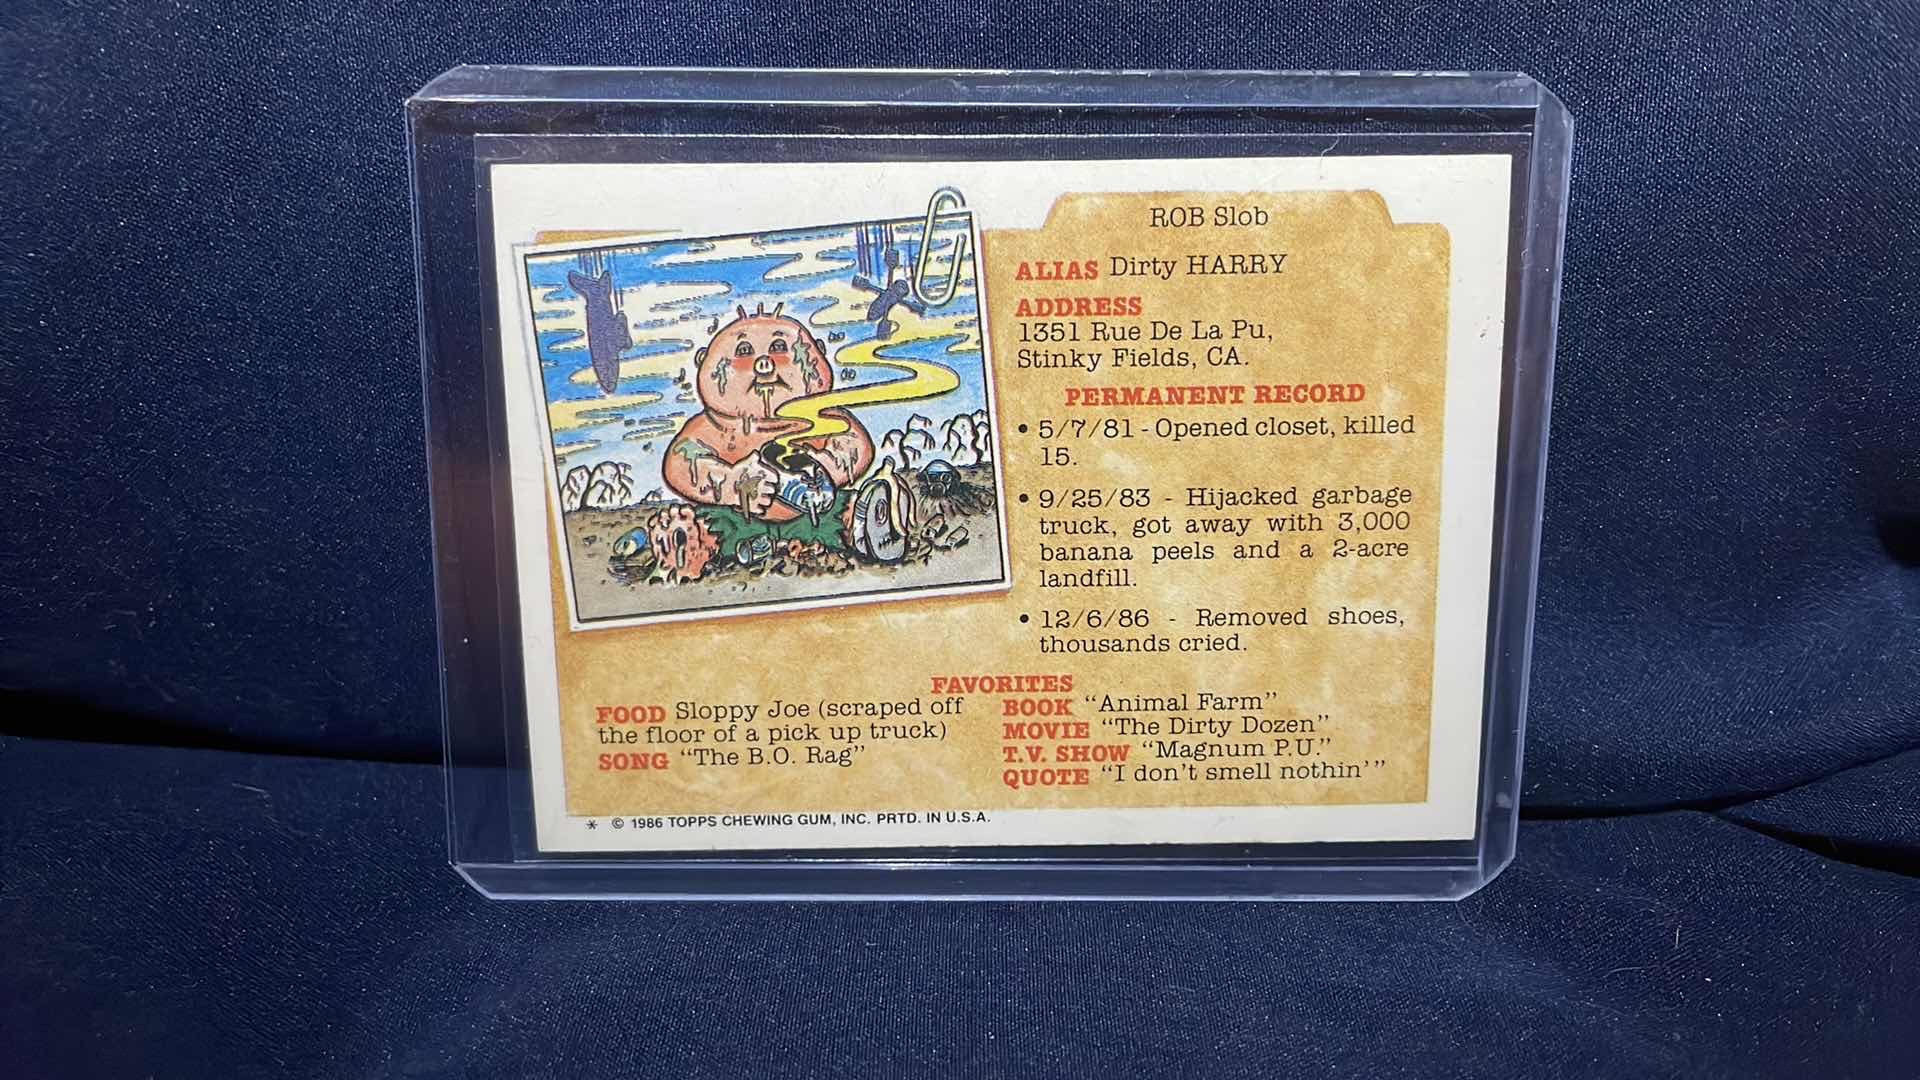 ROB Slob
ALIAS Dirty HARRY
ADDRESS
1351 Rue De La Pu,
Stinky Fields, CA.
PERMANENT RECORD
• 5/7/81 - Opened closet, killed
15.
• 9/25/83 - Hijacked garbage
truck, got away with 3,000
banana peels and a 2-acre
landfill.
• 12/6/86 - Removed shoes,
thousands cried.
FAVORITES
FOOD Sloppy Joe (scraped off
the floor of a pick up truck)
SONG “The B.O. Rag”
BOOK “Animal Farm”
MOVIE “The Dirty Dozen”
T.V. SHOW “Magnum P.U.”
QUOTE “I don’t smell nothin’”
* © 1986 TOPPS CHEWING GUM, INC. PRTD. IN U.S.A.